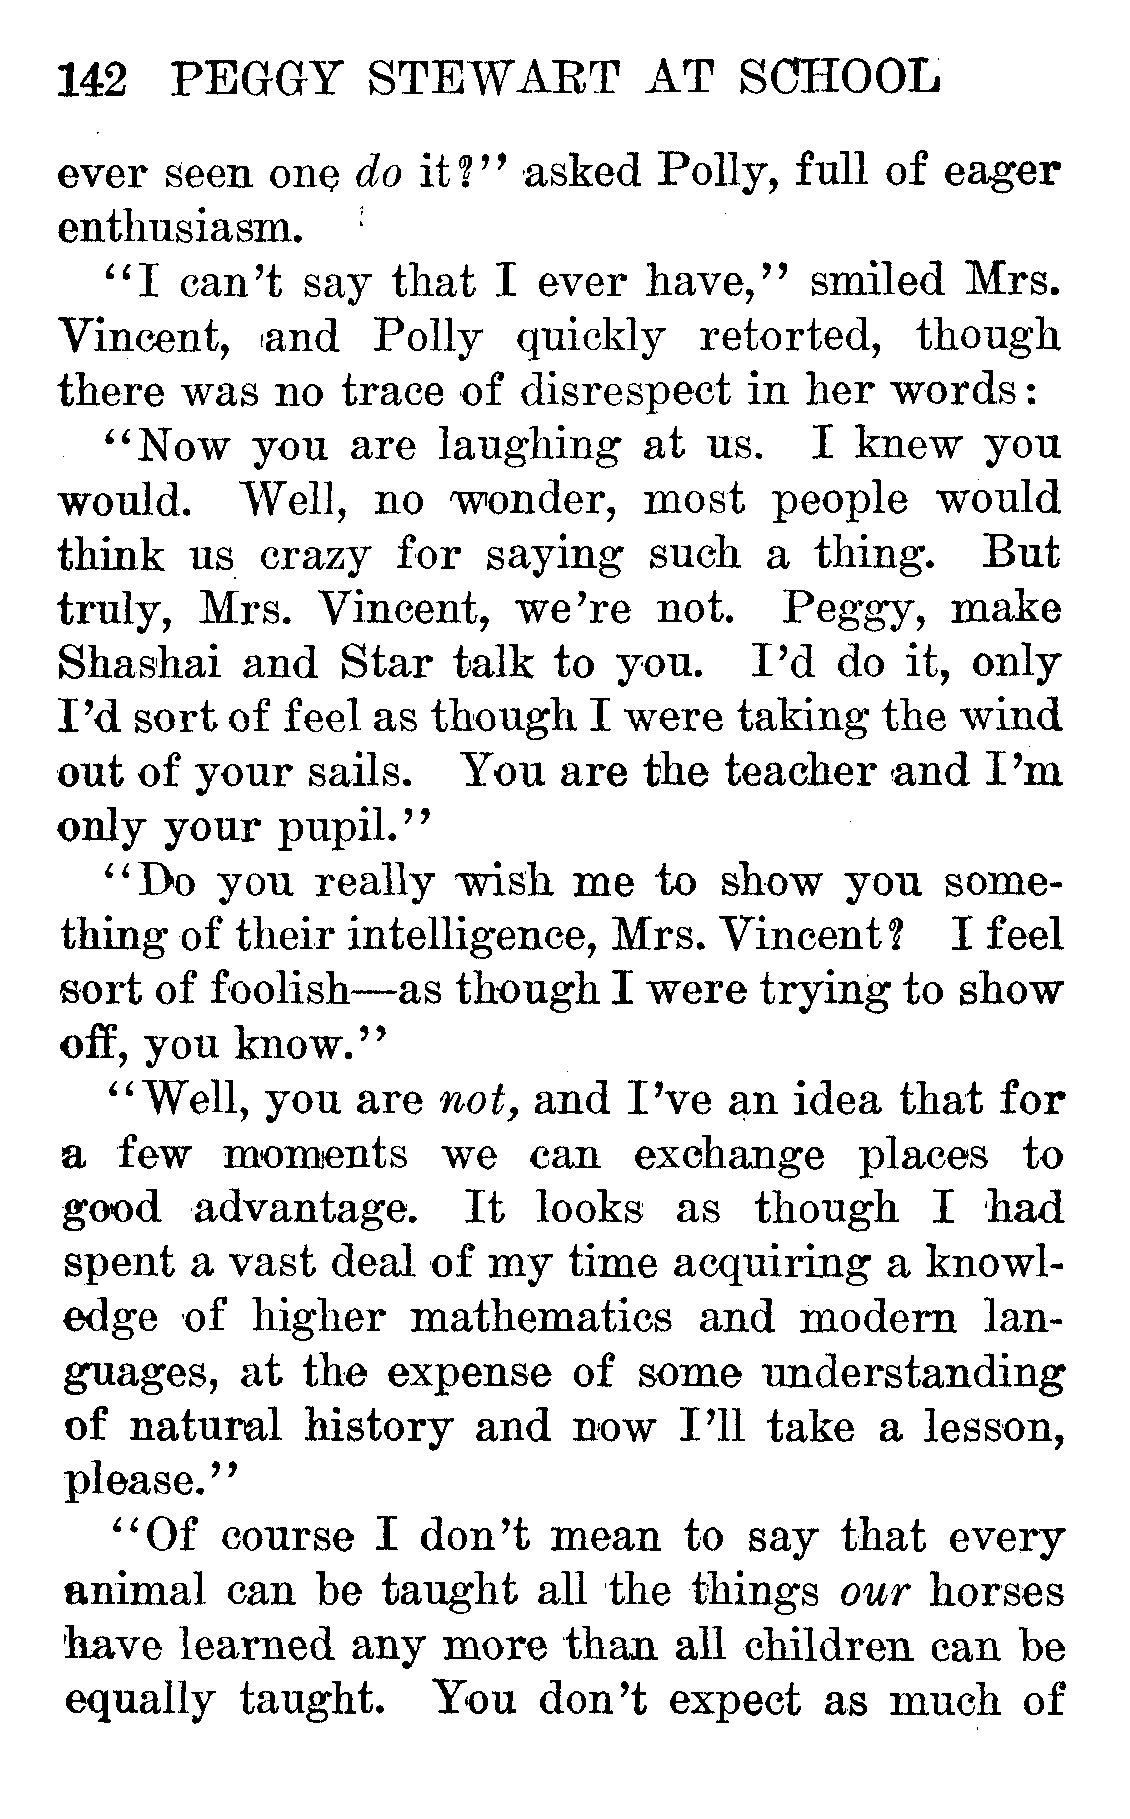 142 PEGGY STEWART AT SCHOOL
ever seen one do it?" asked Polly, full of eager
enthusiasm.
"I can't say that I ever have," smiled Mrs.
Vincent, and Polly quickly retorted, though
there was no trace of disrespect in her words:
"Now you are laughing at us. I knew you
would. Well, no wonder, most people would
think us crazy for saying such a thing. But
truly, Mrs. Vincent, we're not. Peggy, make
Shashai and Star talk to you. I'd do it, only
I'd sort of feel as though I were taking the wind
out of your sails. You are the teacher and I'm
only your pupil."
"Do you really wish me to show you some-
thing of their intelligence, Mrs. Vincent? I feel
sort of foolish—as though I were trying to show
off, you know."
"Well, you are not, and I've an idea that for
a few moments we can exchange places to
good advantage. It looks as though I had
spent a vast deal of my time acquiring a knowl-
edge of higher mathematics and modern lan-
guages, at the expense of some understanding
of natural history and now I'll take a lesson,
please."
"Of course I don't mean to say that every
animal can be taught all the things our horses
have learned any more than all children can be
equally taught. You don't expect as much of